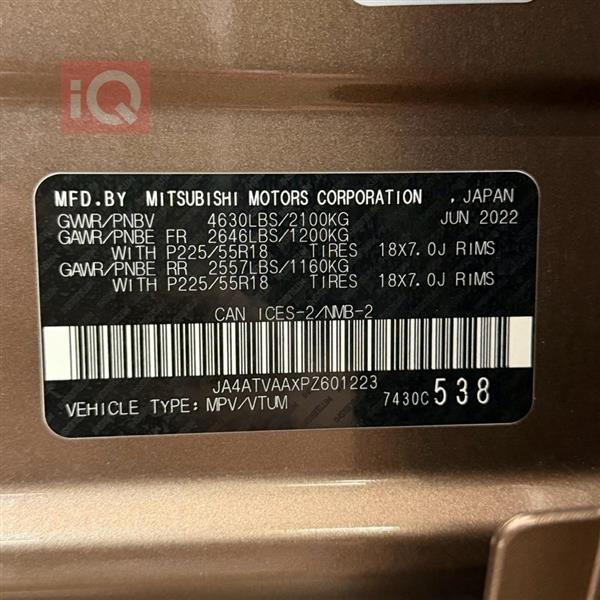 iQ
MFD.BY MITSUBISHI MOTORS CORPORATION , JAPAN
GVWR/PNBV 4630LBS/2100KG JUN 2022
GAWR/PNBE FR 2646LBS/1200KG
WITH P225/55R18 TIRES 18X7.0J RIMS
GAWR/PNBE RR 2557LBS/1160KG
WITH P225/55R18 TIRES 18X7.0J RIMS
CAN ICES-2/NMB-2
JA4ATVAAXPZ601223
VEHICLE TYPE: MPV/VTUM 7430C 538